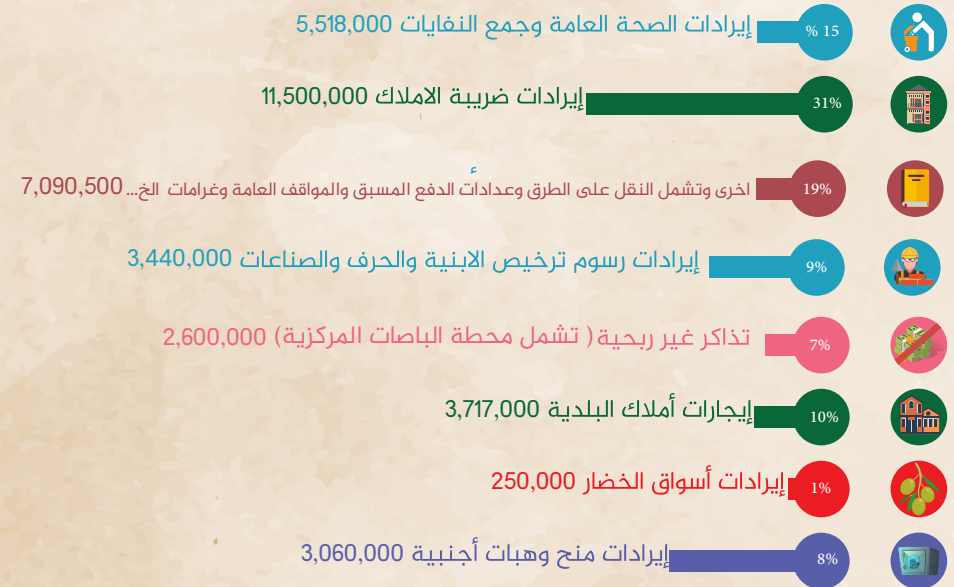 15 % إيرادات الصحة العامة وجمع النفايات 5,518,000
31% إيرادات ضريبة الاملاك 11,500,000
19% اخرى وتشمل النقل على الطرق وعدادات الدفع المسبق والمواقف العامة وغرامات الخ... 7,090,500
9% إيرادات رسوم ترخيص الابنية والحرف والصناعات 3,440,000
7% تذاكر غير ربحية ( تشمل محطة الباصات المركزية) 2,600,000
10% إيجارات أملاك البلدية 3,717,000
1% إيرادات أسواق الخضار 250,000
8% إيرادات منح وهبات أجنبية 3,060,000